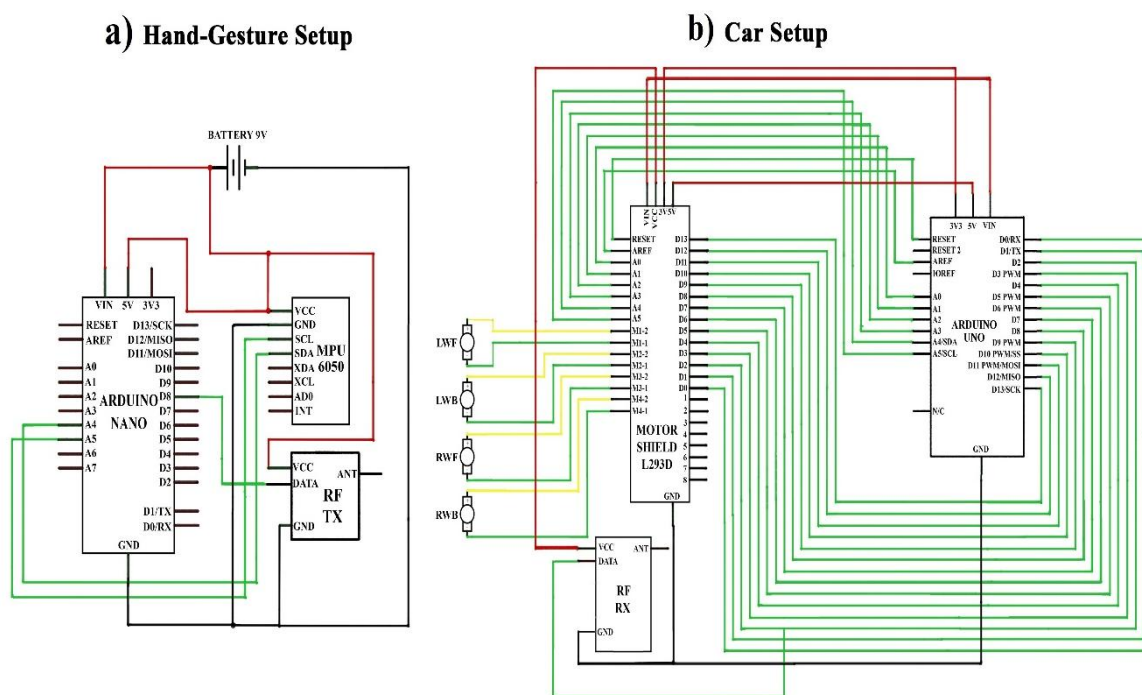 a) Hand-Gesture Setup
BATTERY 9V
VIN 5V 3V3
RESET
AREF
A0
A1
A2
A3
A4
A5
A6
A7
D13/SCK
D12/MISO
D11/MOSI
D10
D9
D8
D7
D6
D5
D4
D3
D2
D1/TX
D0/RX
ARDUINO
NANO
GND
VCC
GND
SCL
SDA
XDA
XCL
AD0
INT
MPU
6050
VCC
DATA
GND
ANT
RF
TX
b) Car Setup
VIN VCC 3V 5V
RESET
AREF
A0
A1
A2
A3
A4
A5
M1-2
M1-1
M2-2
M2-1
M3-2
M3-1
M4-2
M4-1
D13
D12
D11
D10
D9
D8
D7
D6
D5
D4
D3
D2
D1
D0
1
2
3
4
5
6
7
8
MOTOR
SHIELD
L293D
GND
LWF
LWB
RWF
RWB
VCC
DATA
GND
ANT
RF
RX
3V3 5V VIN
RESET
RESET 2
AREF
IOREF
A0
A1
A2
A3
A4/SDA
A5/SCL
N/C
D0/RX
D1/TX
D2
D3 PWM
D4
D5 PWM
D6 PWM
D7
D8
D9 PWM
D10 PWM/SS
D11 PWM/MOSI
D12/MISO
D13/SCK
ARDUINO
UNO
GND